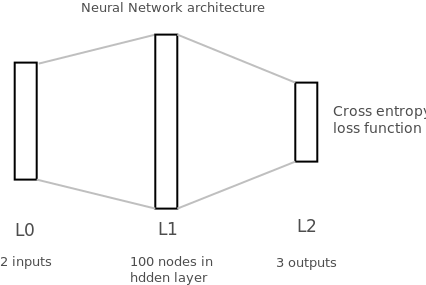 Neural Network architecture
Cross entropy
loss function
L0
L1
L2
2 inputs
100 nodes in
hdden layer
3 outputs